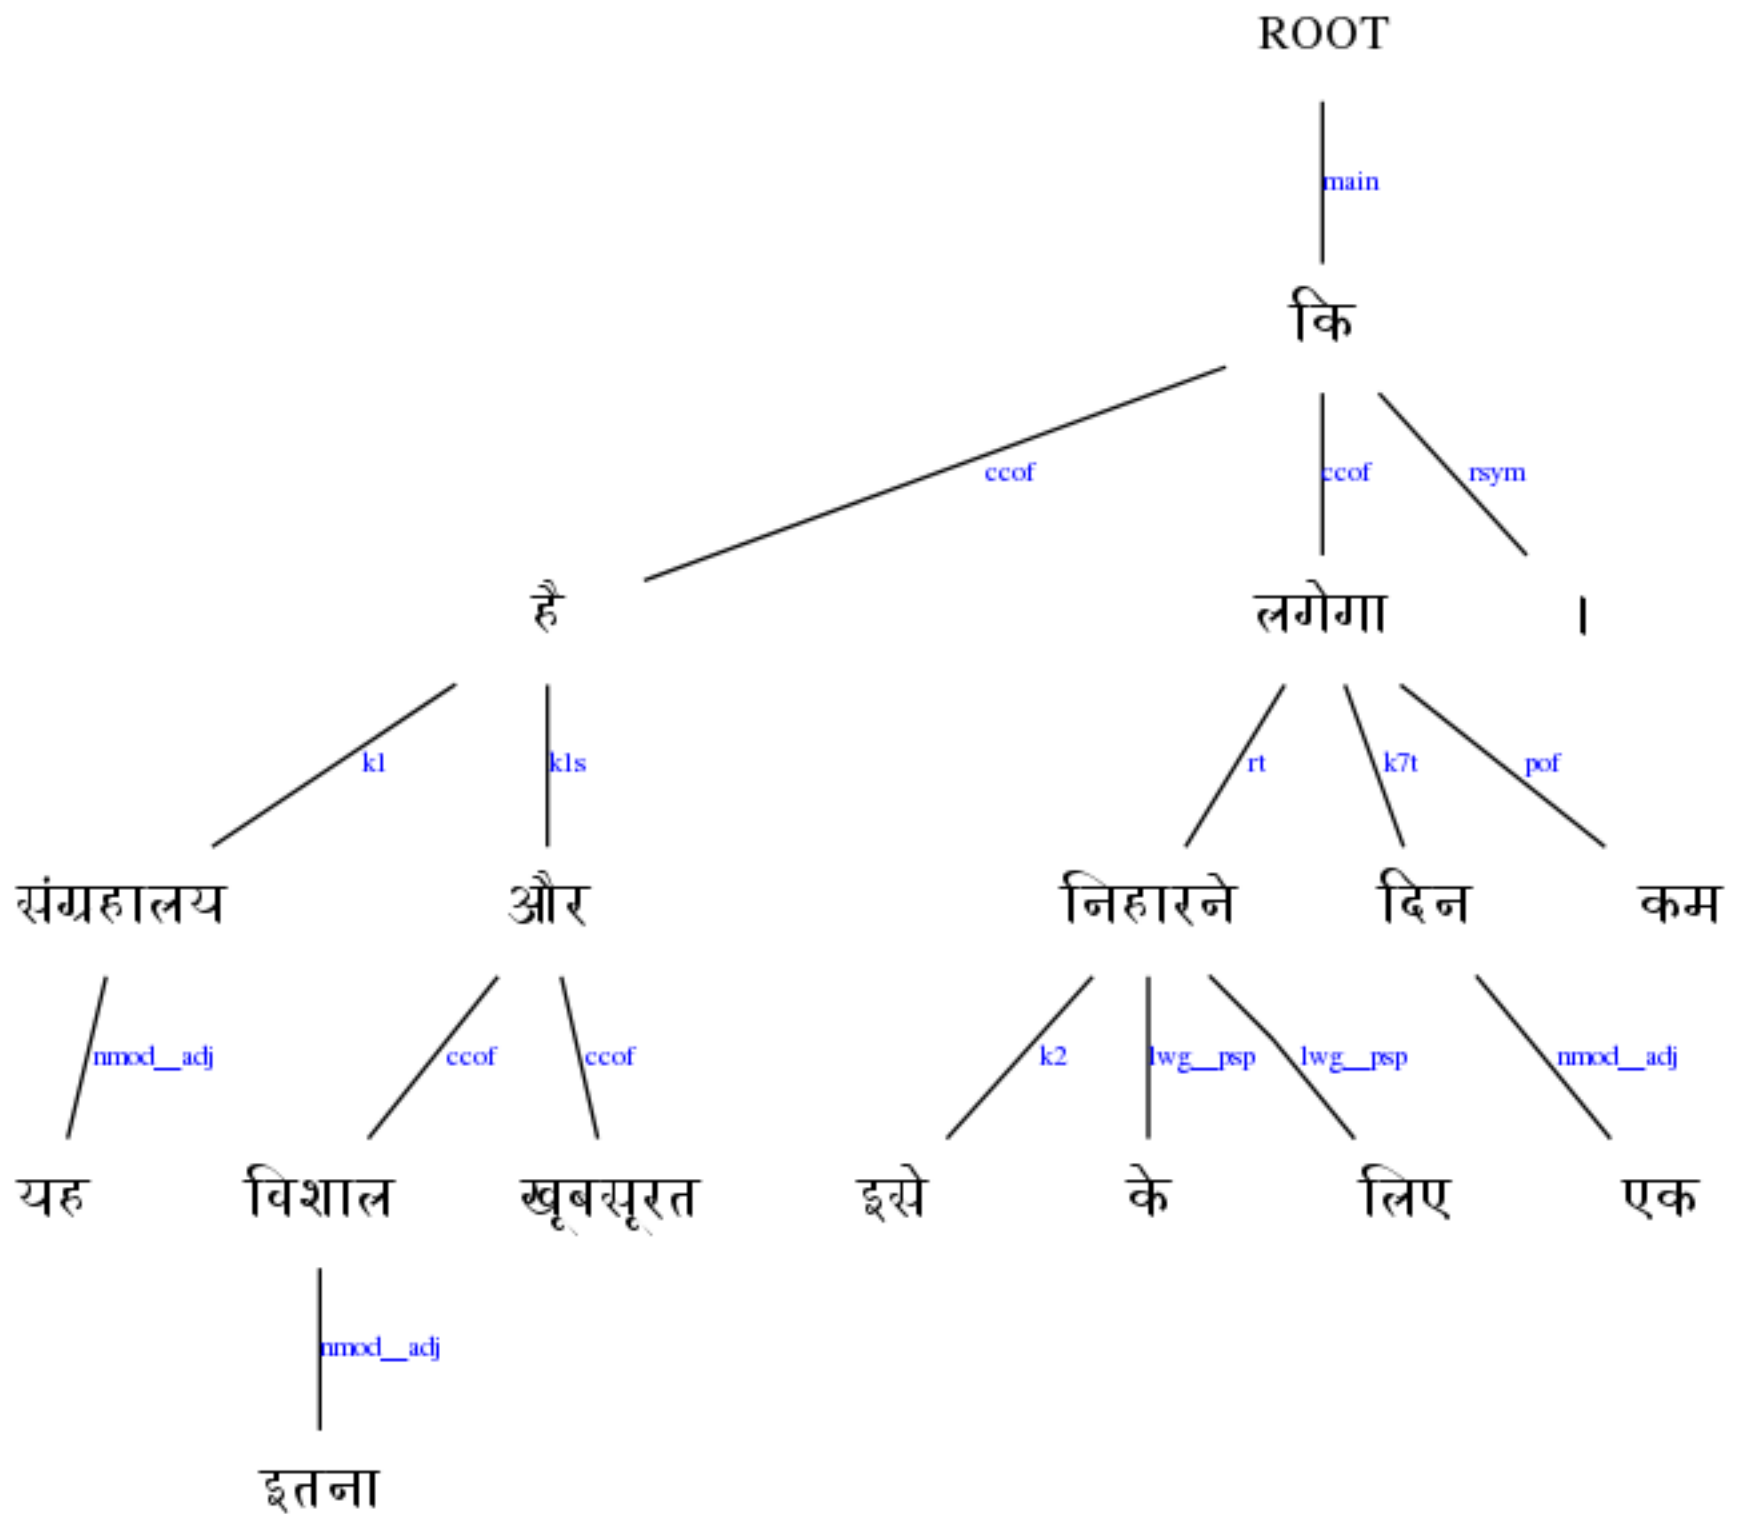 ROOT
main
कि
ccof ccof rsym
है लगेगा ।
k1 k1s rt k7t pof
संग्रहालय और निहारने दिन कम
nmod__adj ccof ccof k2 lwg__psp lwg__psp nmod__adj
यह विशाल खूबसूरत इसे के लिए एक
nmod__adj
इतना